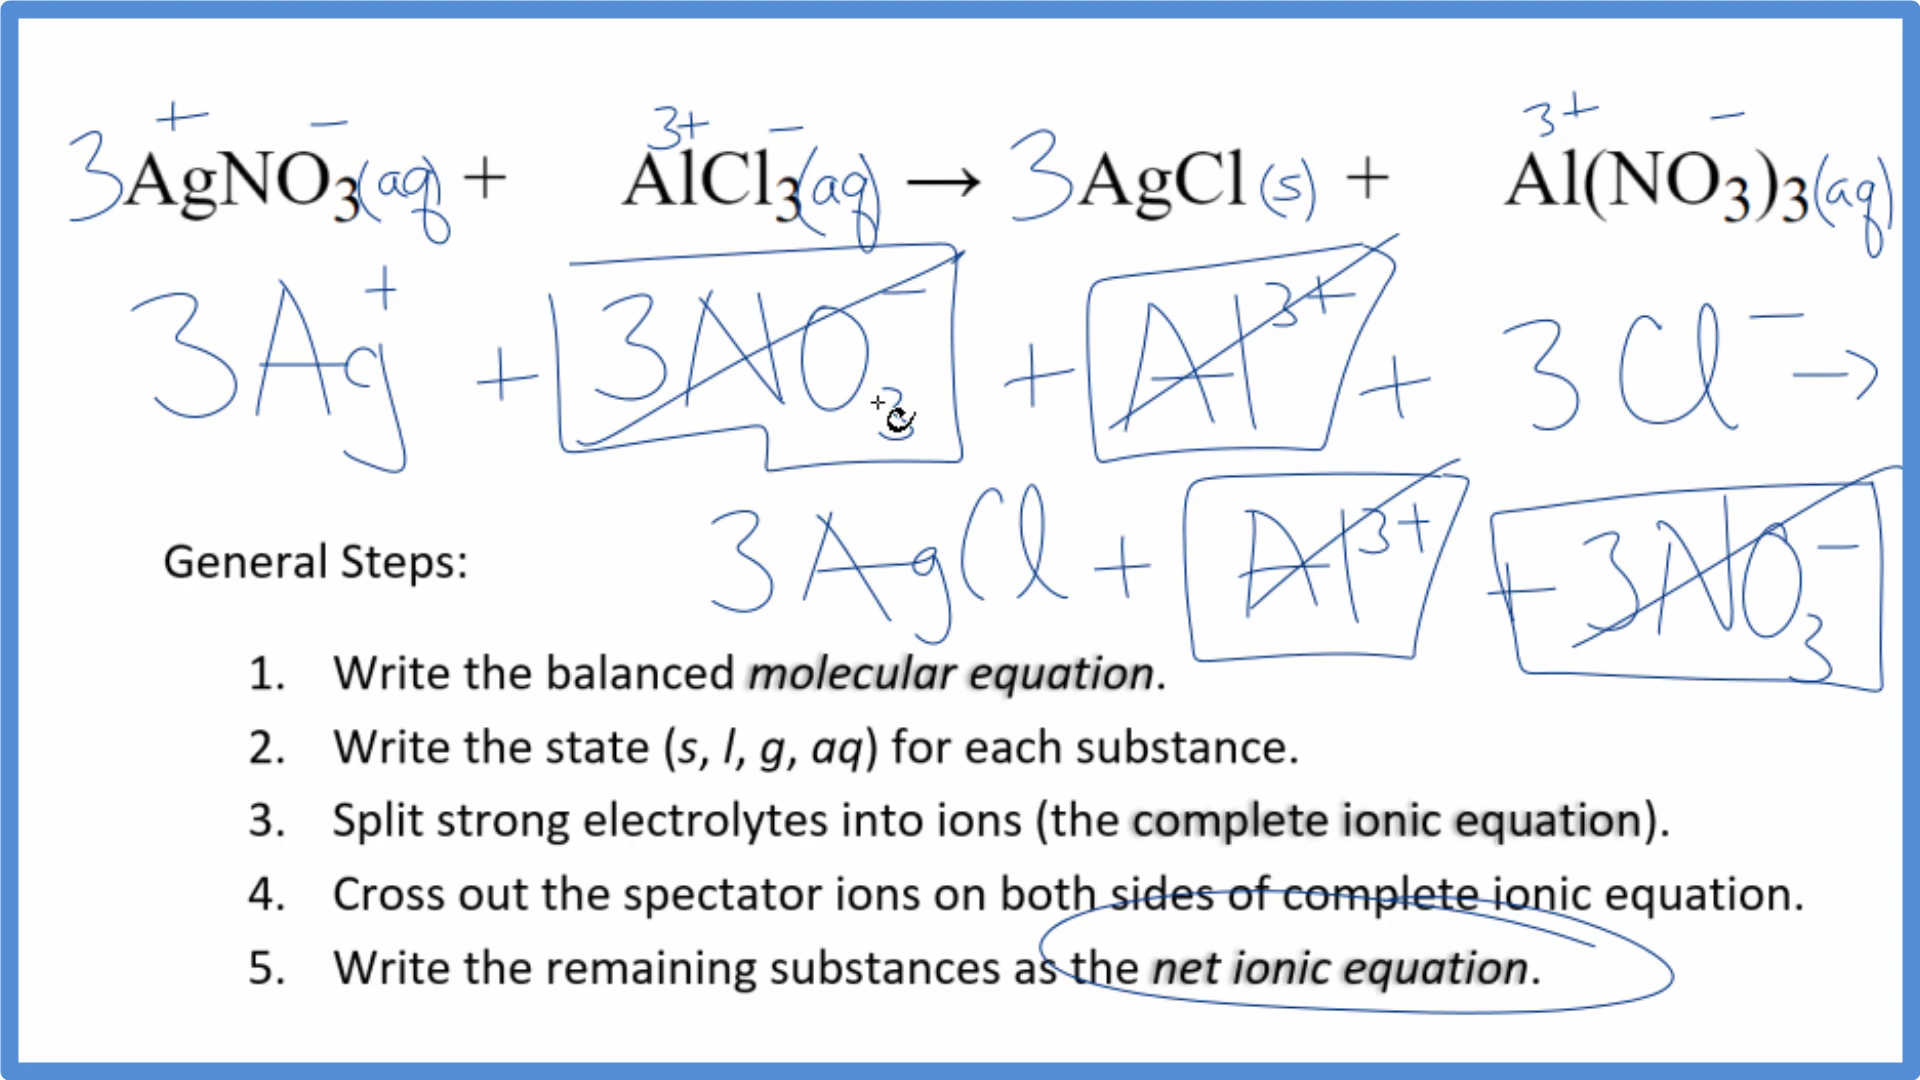 3AgNO₃(aq) + AlCl₃(aq) → 3AgCl(s) + Al(NO₃)₃(aq)
+ − 3+ − 3+ −
3Ag⁺ + 3NO₃⁻ + Al³⁺ + 3Cl⁻ →
3AgCl + Al³⁺ + 3NO₃⁻
General Steps:
1. Write the balanced molecular equation.
2. Write the state (s, l, g, aq) for each substance.
3. Split strong electrolytes into ions (the complete ionic equation).
4. Cross out the spectator ions on both sides of complete ionic equation.
5. Write the remaining substances as the net ionic equation.